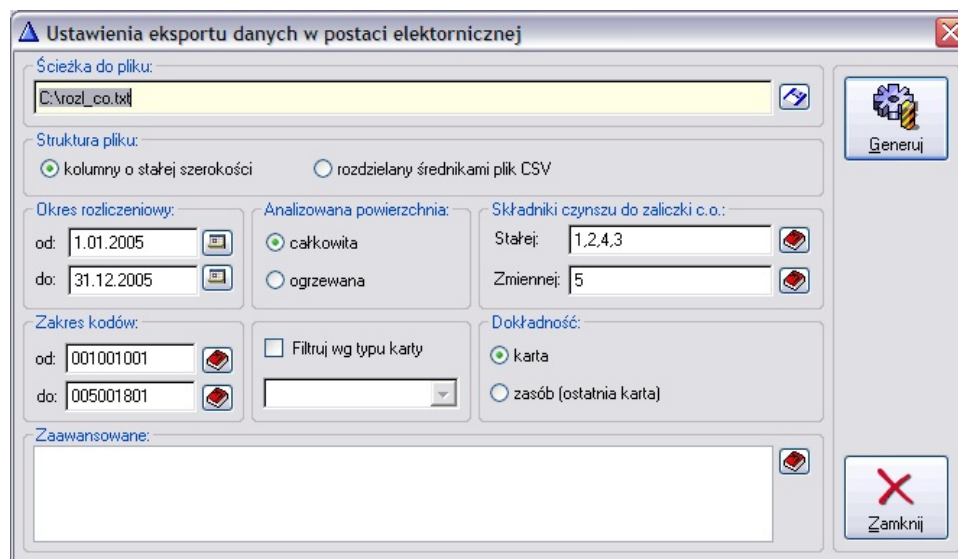 Ustawienia eksportu danych w postaci elektornicznej
Ścieżka do pliku:
C:\rozl_co.txt
Generuj
Struktura pliku:
kolumny o stałej szerokości
rozdzielany średnikami plik CSV
Okres rozliczeniowy:
od: 1.01.2005
do: 31.12.2005
Analizowana powierzchnia:
całkowita
ogrzewana
Składniki czynszu do zaliczki c.o.:
Stałej: 1,2,4,3
Zmiennej: 5
Zakres kodów:
od: 001001001
do: 005001801
Filtruj wg typu karty
Dokładność:
karta
zasób (ostatnia karta)
Zaawansowane:
Zamknij